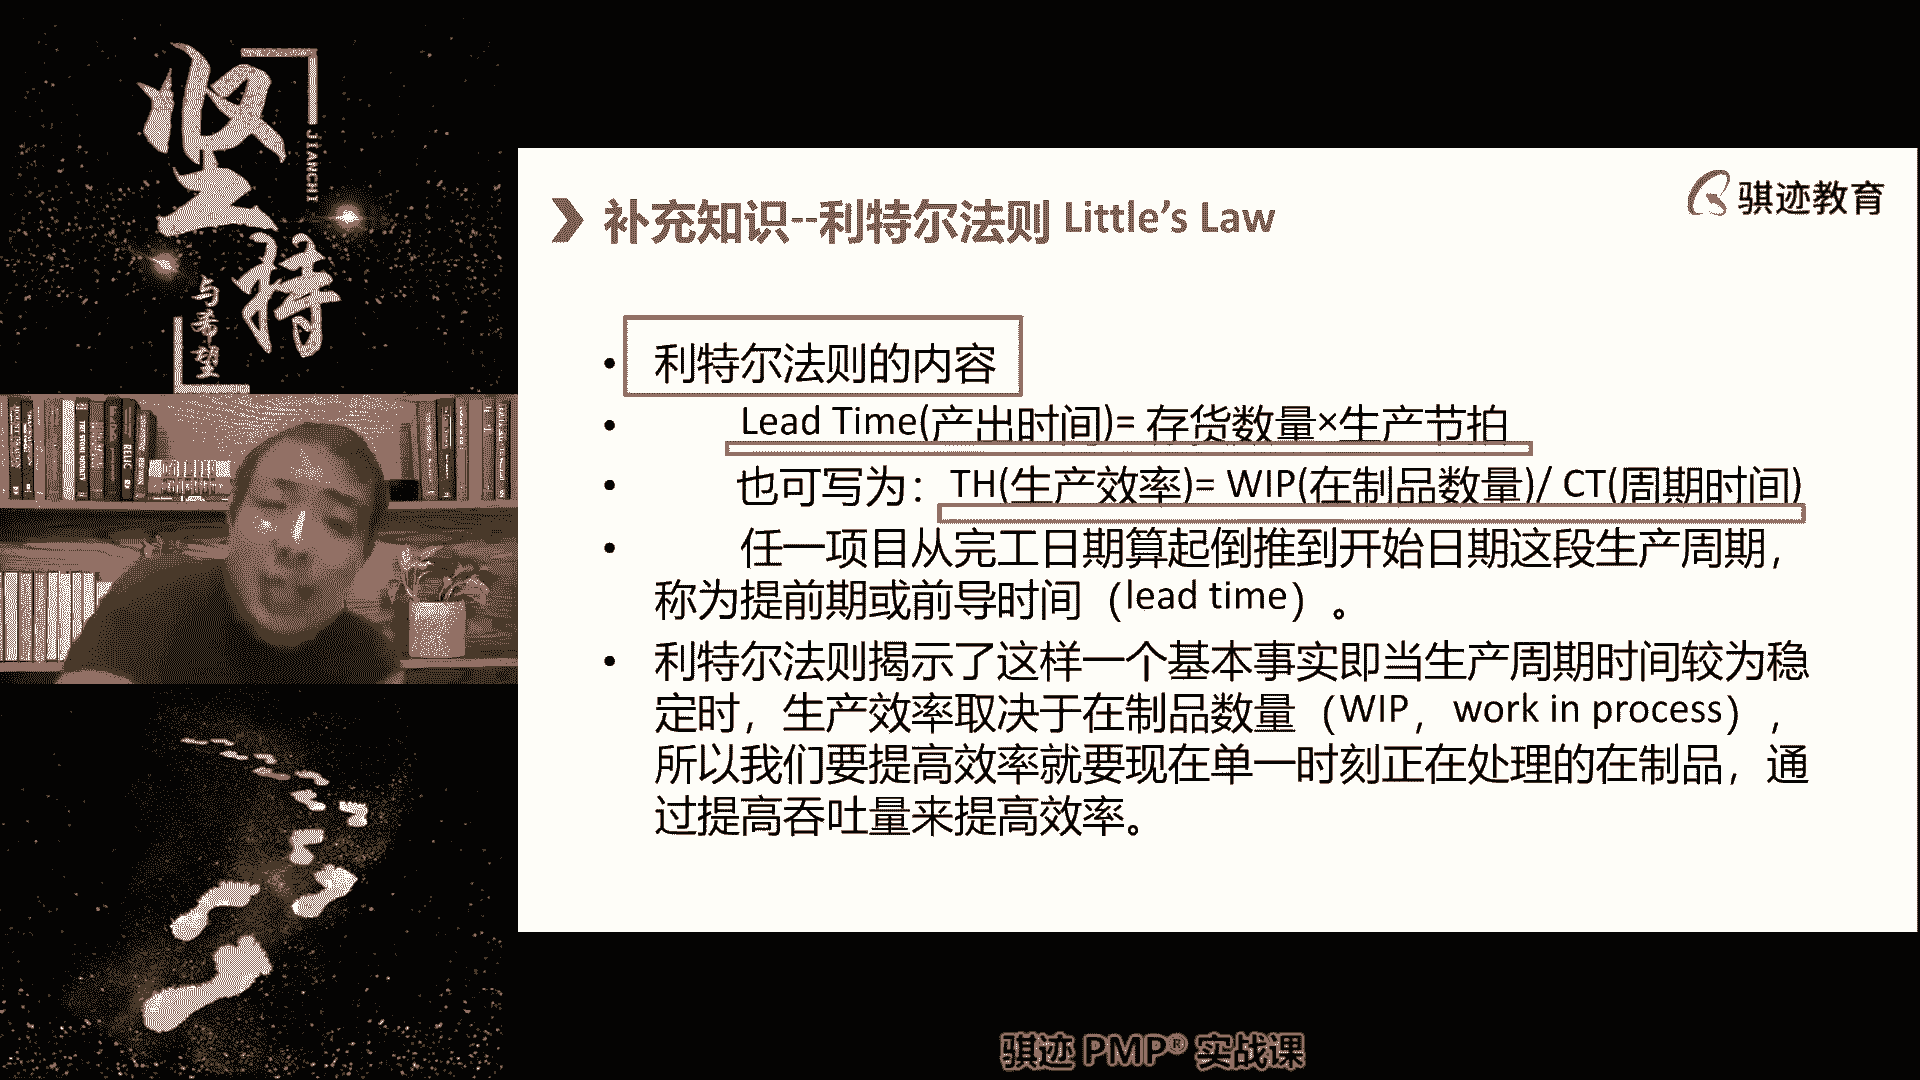 坚持
JIANCHI
与希望
骐迹教育
补充知识--利特尔法则 Little’s Law
• 利特尔法则的内容
• Lead Time(产出时间)= 存货数量×生产节拍
• 也可写为：TH(生产效率)= WIP(在制品数量)/ CT(周期时间)
• 任一项目从完工日期算起倒推到开始日期这段生产周期，
称为提前期或前导时间（lead time）。
• 利特尔法则揭示了这样一个基本事实即当生产周期时间较为稳
定时，生产效率取决于在制品数量（WIP，work in process），
所以我们要提高效率就要现在单一时刻正在处理的在制品，通
过提高吞吐量来提高效率。
骐迹 PMP® 实战课